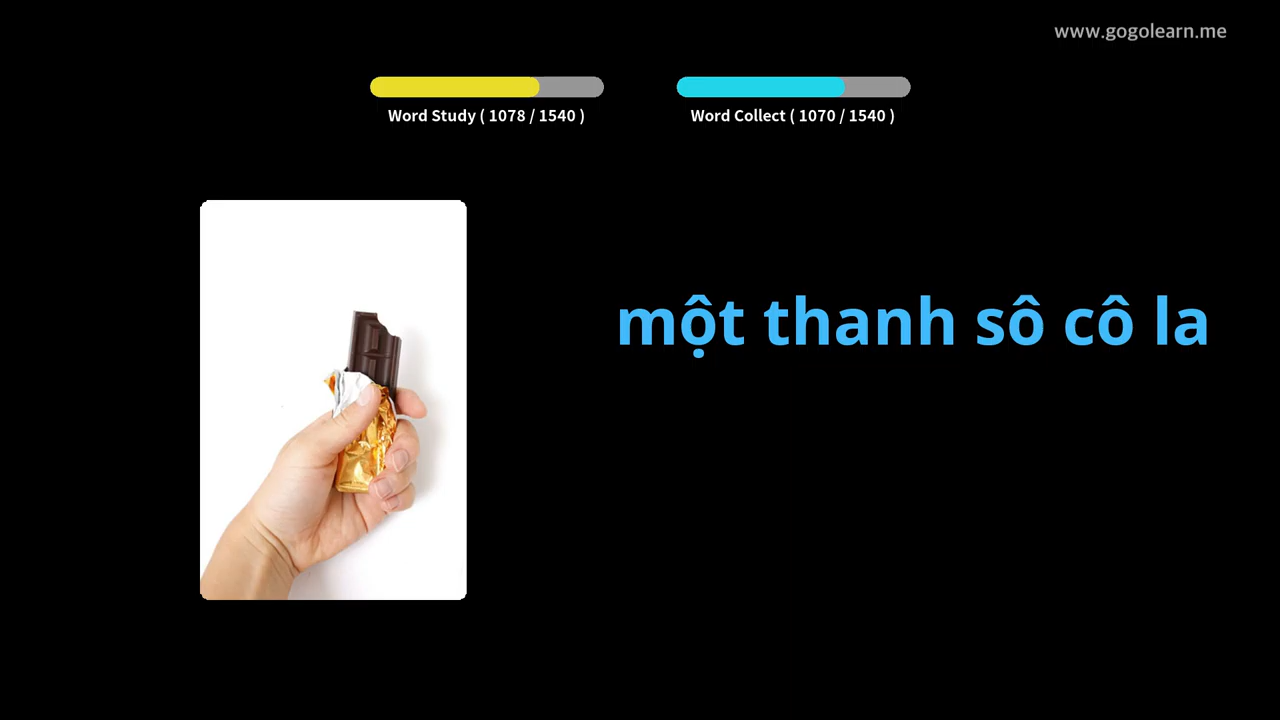 www.gogolearn.me
Word Study ( 1078 / 1540 )
Word Collect ( 1070 / 1540 )
một thanh sô cô la